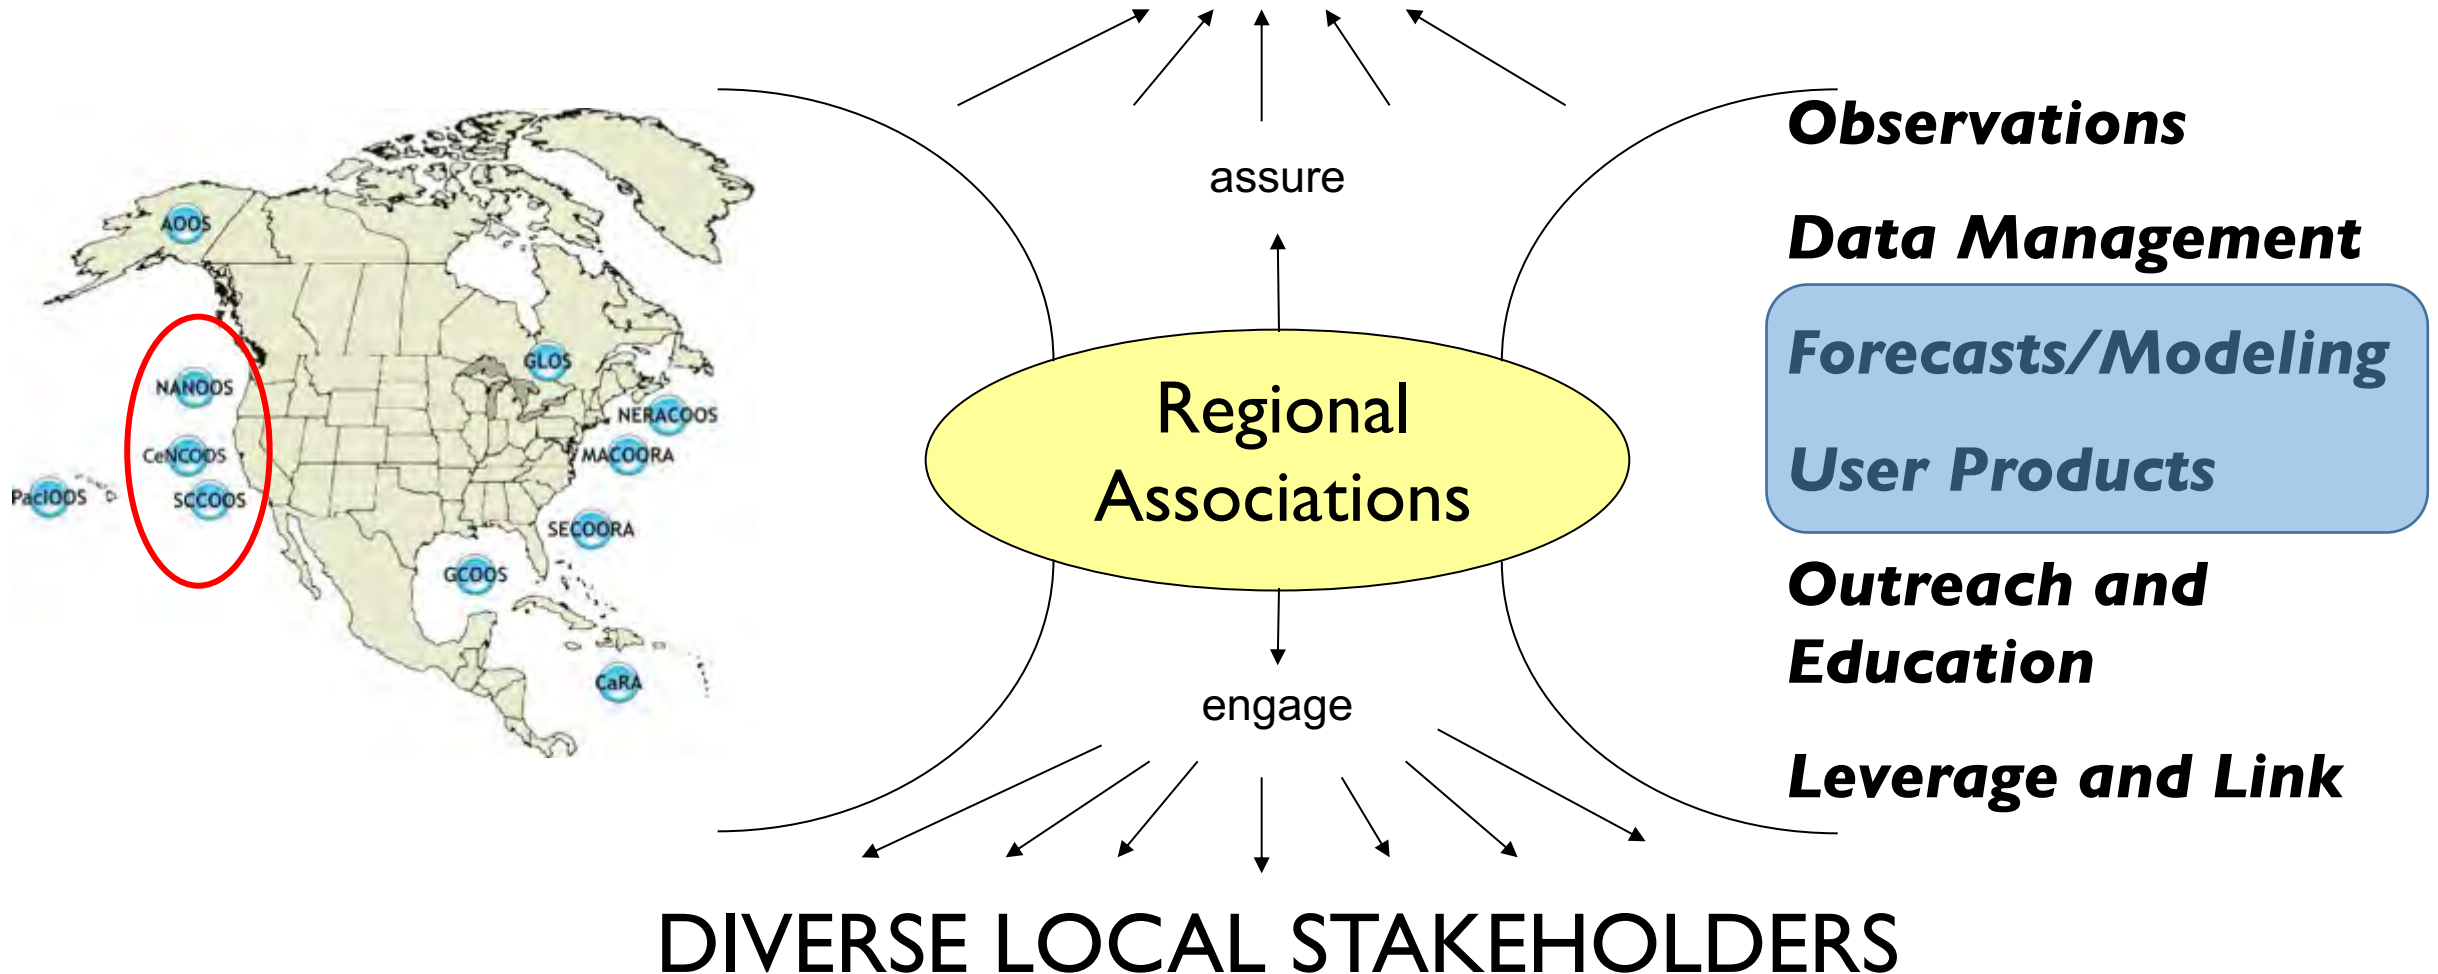 AOOS
NANOOS
CeNCOOS
SCCOOS
PacIOOS
GLOS
NERACOOS
MACOORA
SECOORA
GCOOS
CaRA
assure
Regional
Associations
engage
Observations
Data Management
Forecasts/Modeling
User Products
Outreach and
Education
Leverage and Link
DIVERSE LOCAL STAKEHOLDERS